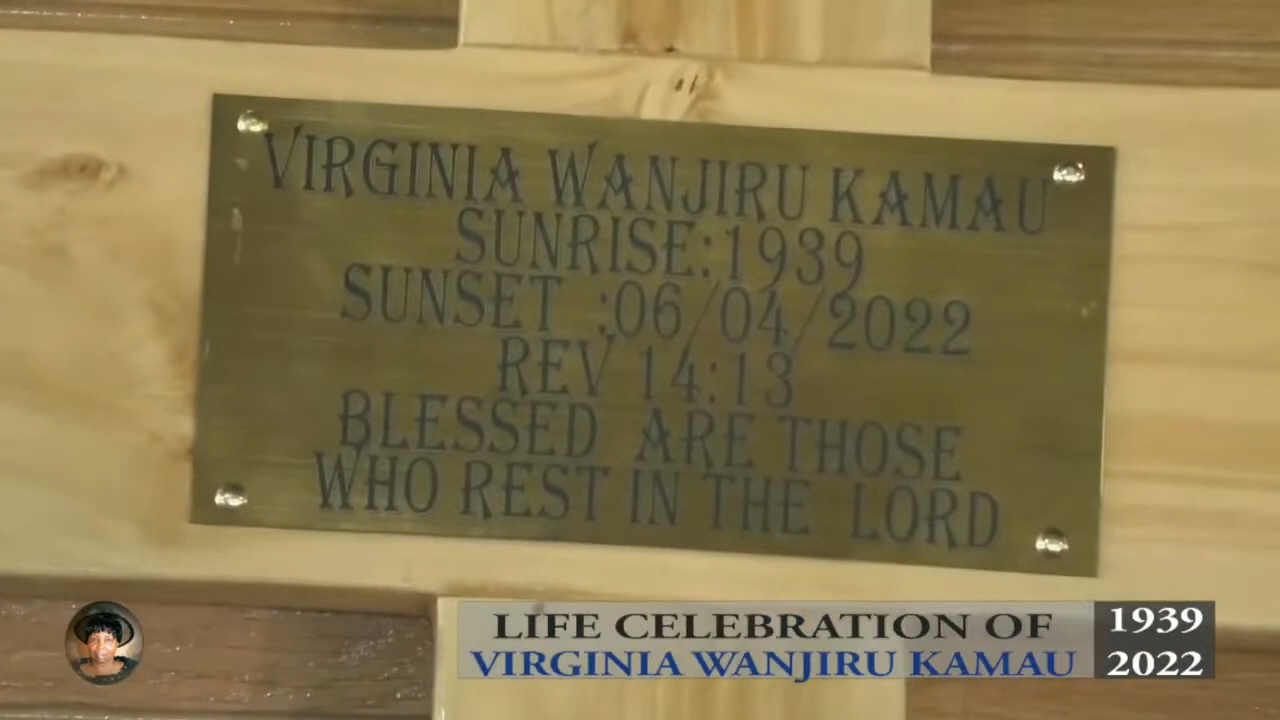 VIRGINIA WANJIRU KAMAU
SUNRISE:1939
SUNSET :06/04/2022
REV 14:13
BLESSED ARE THOSE
WHO REST IN THE LORD
LIFE CELEBRATION OF
VIRGINIA WANJIRU KAMAU
1939
2022